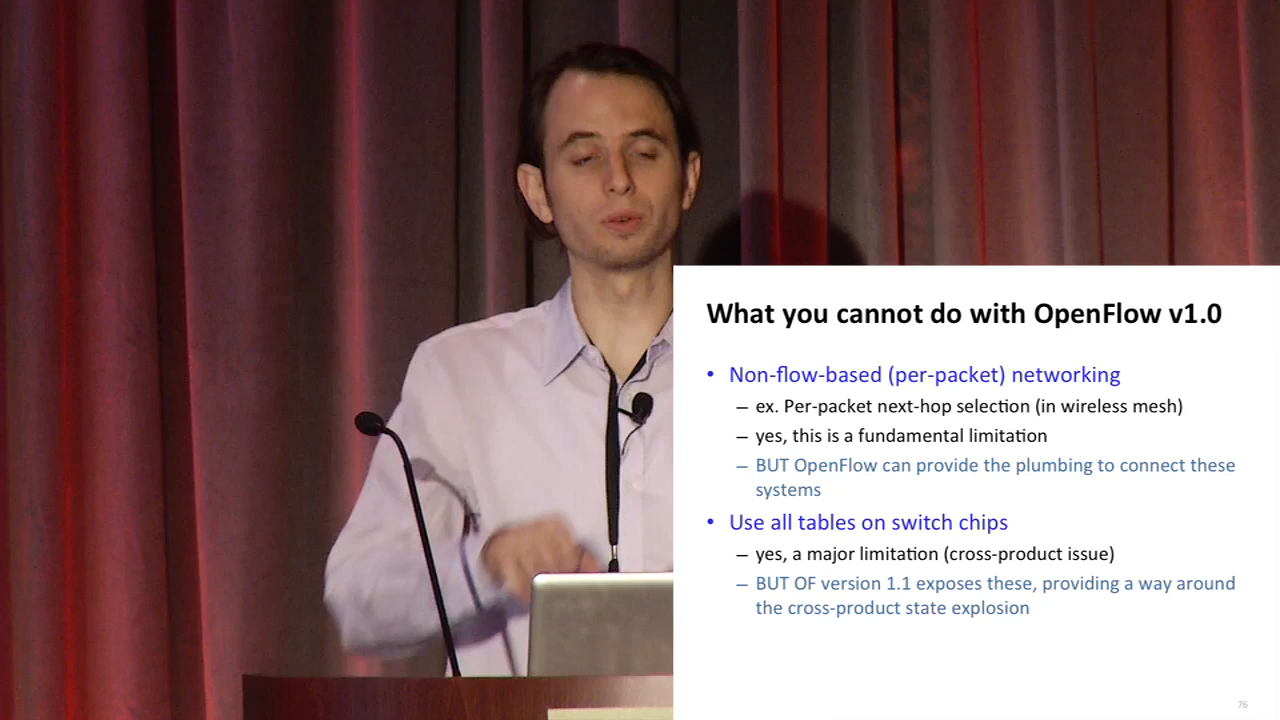 What you cannot do with OpenFlow v1.0
• Non-flow-based (per-packet) networking
– ex. Per-packet next-hop selection (in wireless mesh)
– yes, this is a fundamental limitation
– BUT OpenFlow can provide the plumbing to connect these
systems
• Use all tables on switch chips
– yes, a major limitation (cross-product issue)
– BUT OF version 1.1 exposes these, providing a way around
the cross-product state explosion
76